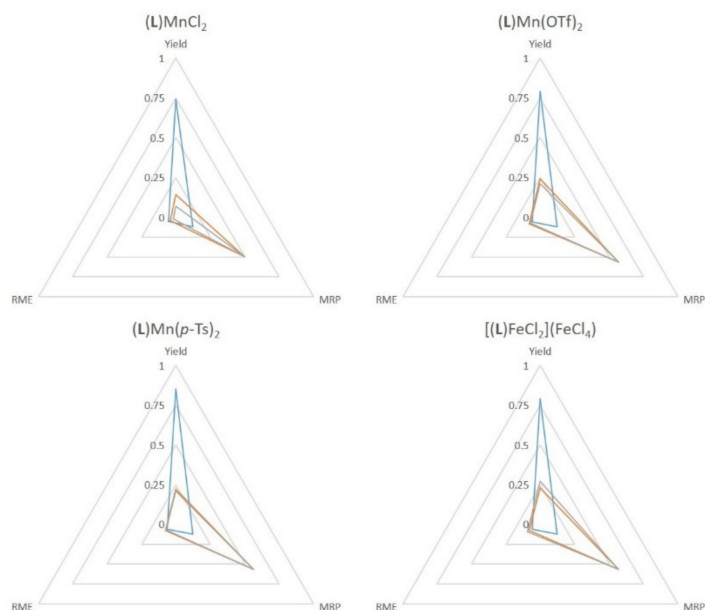 (L)MnCl₂
Yield
1
0.75
0.5
0.25
0
RME
MRP
(L)Mn(OTf)₂
Yield
1
0.75
0.5
0.25
0
RME
MRP
(L)Mn(p-Ts)₂
Yield
1
0.75
0.5
0.25
0
RME
MRP
[(L)FeCl₂](FeCl₄)
Yield
1
0.75
0.5
0.25
0
RME
MRP